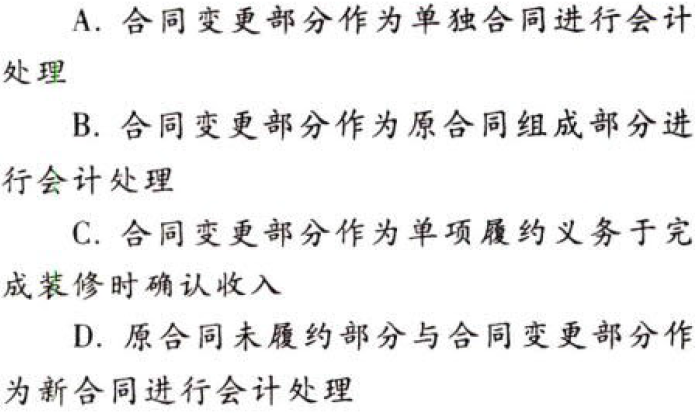 A. 合同变更部分作为单独合同进行会计
处理
B. 合同变更部分作为原合同组成部分进
行会计处理
C. 合同变更部分作为单项履约义务于完
成装修时确认收入
D. 原合同未履约部分与合同变更部分作
为新合同进行会计处理